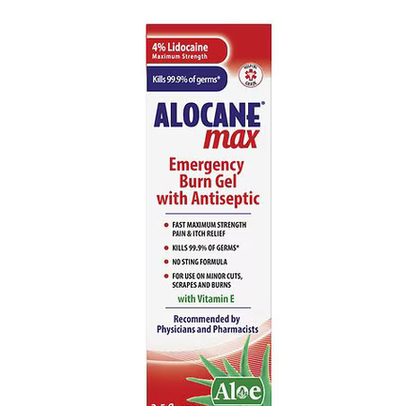 4% Lidocaine
Maximum Strength
Kills 99.9% of germs*
ALOCANE®
max
Emergency
Burn Gel
with Antiseptic
• FAST MAXIMUM STRENGTH
PAIN & ITCH RELIEF
• KILLS 99.9% OF GERMS*
• NO STING FORMULA
• FOR USE ON MINOR CUTS,
SCRAPES AND BURNS
with Vitamin E
Recommended by
Physicians and Pharmacists
Aloe